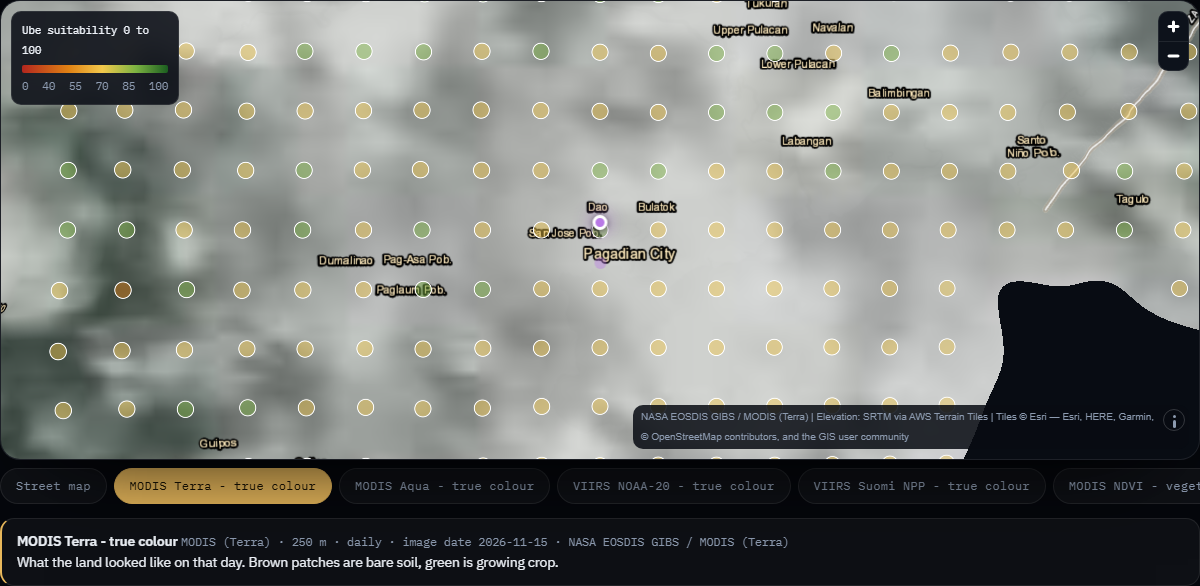 Ube suitability 0 to
100
0 40 55 70 85 100
Tukuran
Upper Pulacan
Navalan
Lower Pulacan
Balimbingan
Labangan
Santo
Niño Pob.
Tagulo
Dao
Bulatok
San Jose Pob.
Pagadian City
Dumalinao
Pag-Asa Pob.
Paglaum Pob.
Guipos
+
−
NASA EOSDIS GIBS / MODIS (Terra) | Elevation: SRTM via AWS Terrain Tiles | Tiles © Esri — Esri, HERE, Garmin,
© OpenStreetMap contributors, and the GIS user community
Street map
MODIS Terra - true colour
MODIS Aqua - true colour
VIIRS NOAA-20 - true colour
VIIRS Suomi NPP - true colour
MODIS NDVI - veget
MODIS Terra - true colour MODIS (Terra) · 250 m · daily · image date 2026-11-15 · NASA EOSDIS GIBS / MODIS (Terra)
What the land looked like on that day. Brown patches are bare soil, green is growing crop.